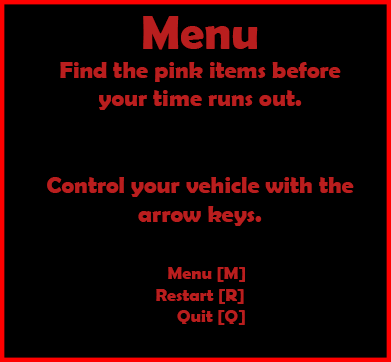 Menu
Find the pink items before
your time runs out.
Control your vehicle with the
arrow keys.
Menu [M]
Restart [R]
Quit [Q]